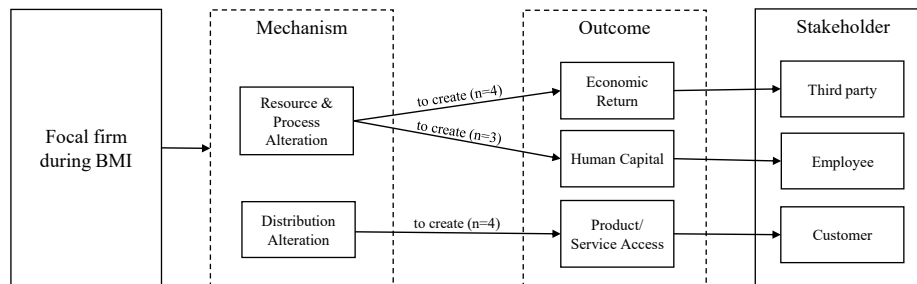 Focal firm
during BMI
Mechanism
Resource &
Process
Alteration
Distribution
Alteration
to create (n=4)
to create (n=3)
to create (n=4)
Outcome
Economic
Return
Human Capital
Product/
Service Access
Stakeholder
Third party
Employee
Customer